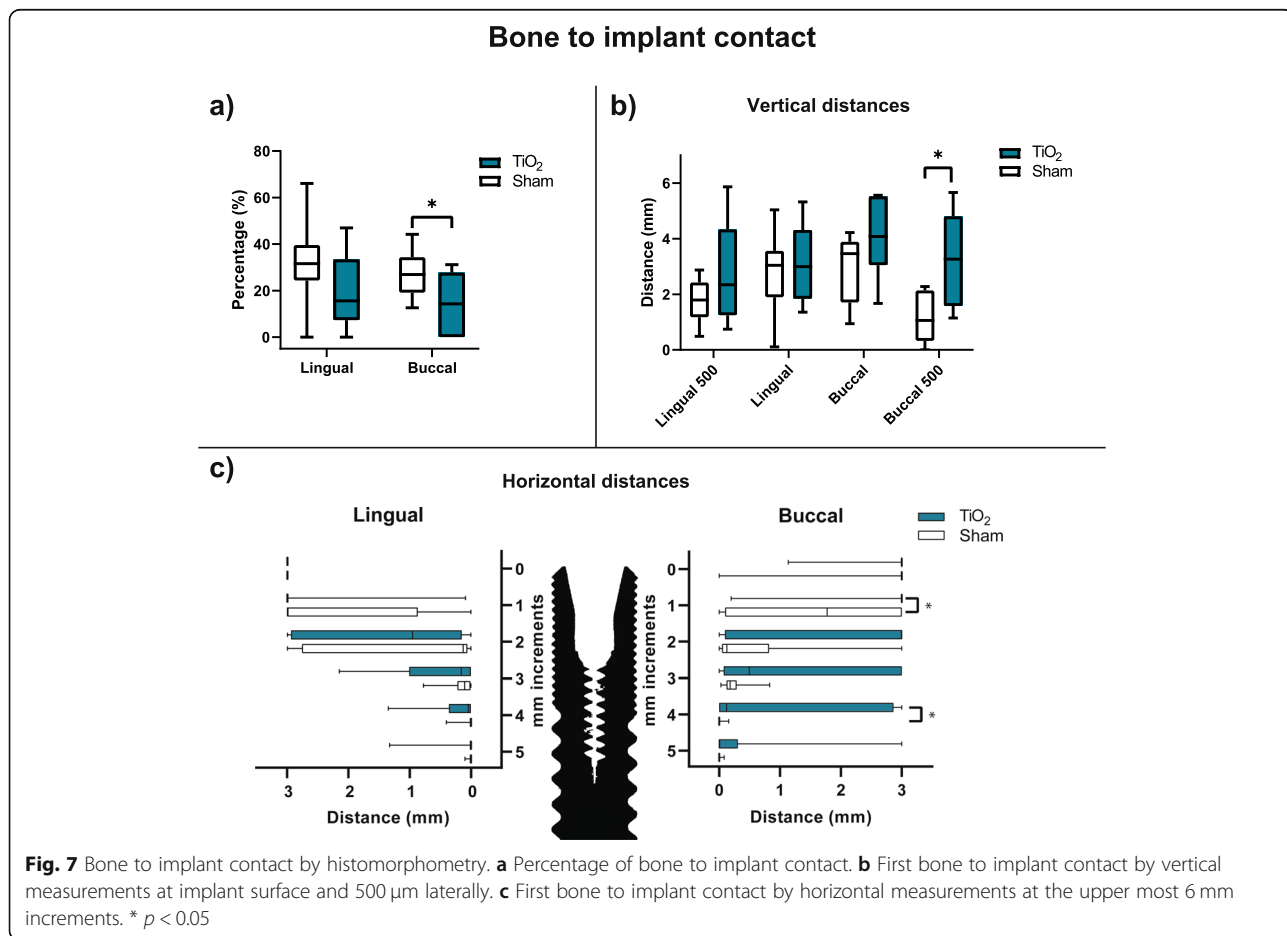 Bone to implant contact
a)
80
60
40
20
0
Percentage (%)
*
TiO2
Sham
Lingual
Buccal
b)
Vertical distances
6
4
2
0
Distance (mm)
*
TiO2
Sham
Lingual 500
Lingual
Buccal
Buccal 500
c)
Horizontal distances
Lingual
0
1
2
3
4
5
mm increments
3 2 1 0
Distance (mm)
Buccal
TiO2
Sham
0
1
2
3
4
5
mm increments
*
*
0 1 2 3
Distance (mm)
Fig. 7 Bone to implant contact by histomorphometry. a Percentage of bone to implant contact. b First bone to implant contact by vertical
measurements at implant surface and 500 μm laterally. c First bone to implant contact by horizontal measurements at the upper most 6 mm
increments. * p < 0.05